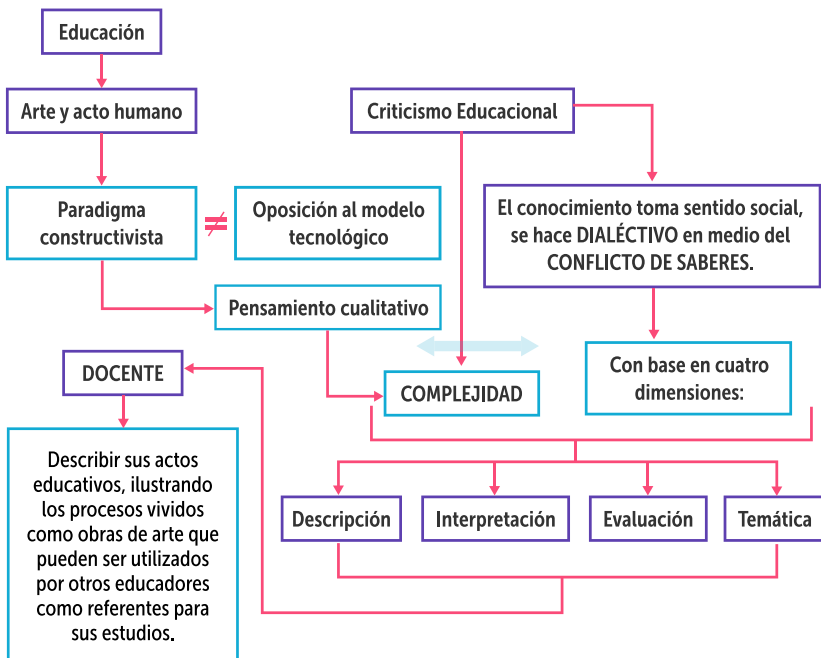 Educación
Arte y acto humano
Criticismo Educacional
Paradigma
constructivista
≠
Oposición al modelo
tecnológico
El conocimiento toma sentido social,
se hace DIALÉCTIVO en medio del
CONFLICTO DE SABERES.
Pensamiento cualitativo
DOCENTE
COMPLEJIDAD
Con base en cuatro
dimensiones:
Describir sus actos
educativos, ilustrando
los procesos vividos
como obras de arte que
pueden ser utilizados
por otros educadores
como referentes para
sus estudios.
Descripción
Interpretación
Evaluación
Temática